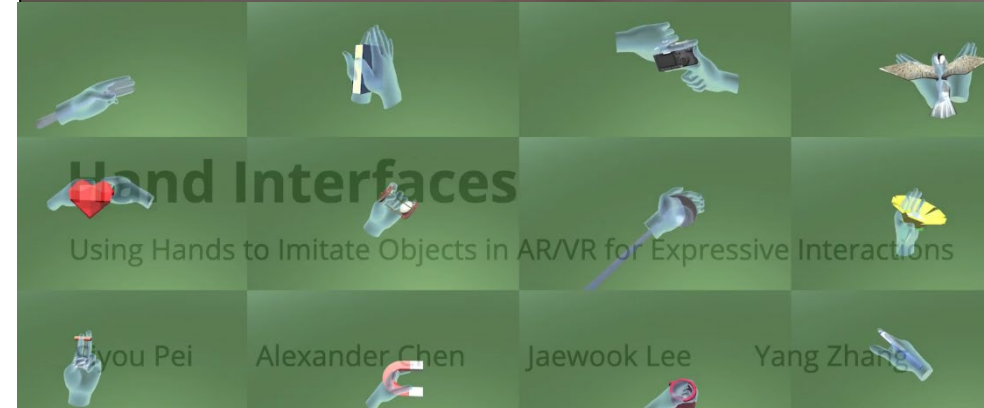 Hand Interfaces
Using Hands to Imitate Objects in AR/VR for Expressive Interactions
Siyou Pei Alexander Chen Jaewook Lee Yang Zhang